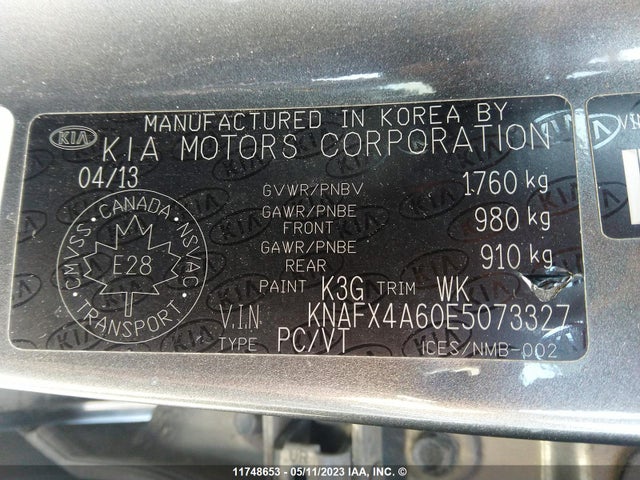 MANUFACTURED IN KOREA BY
KIA KIA MOTORS CORPORATION
04/13
GVWR/PNBV 1760 kg
GAWR/PNBE FRONT 980 kg
GAWR/PNBE REAR 910 kg
CANADA
CMVSS NSVAC
E28
TRANSPORT
PAINT K3G TRIM WK
V.I.N. KNAFX4A60E5073327
TYPE PC/VT ICES/NMB-002
11748653 - 05/11/2023 IAA, INC. ©